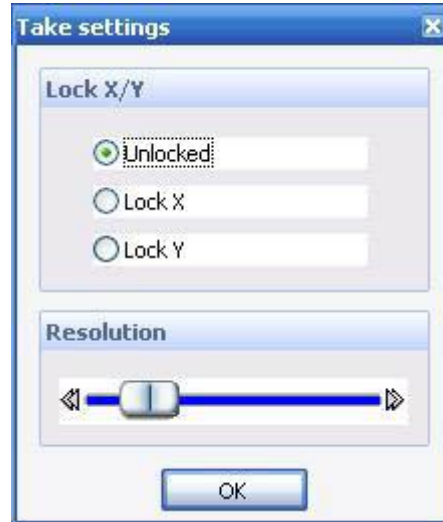 Take settings
Lock X/Y
Unlocked
Lock X
Lock Y
Resolution
OK